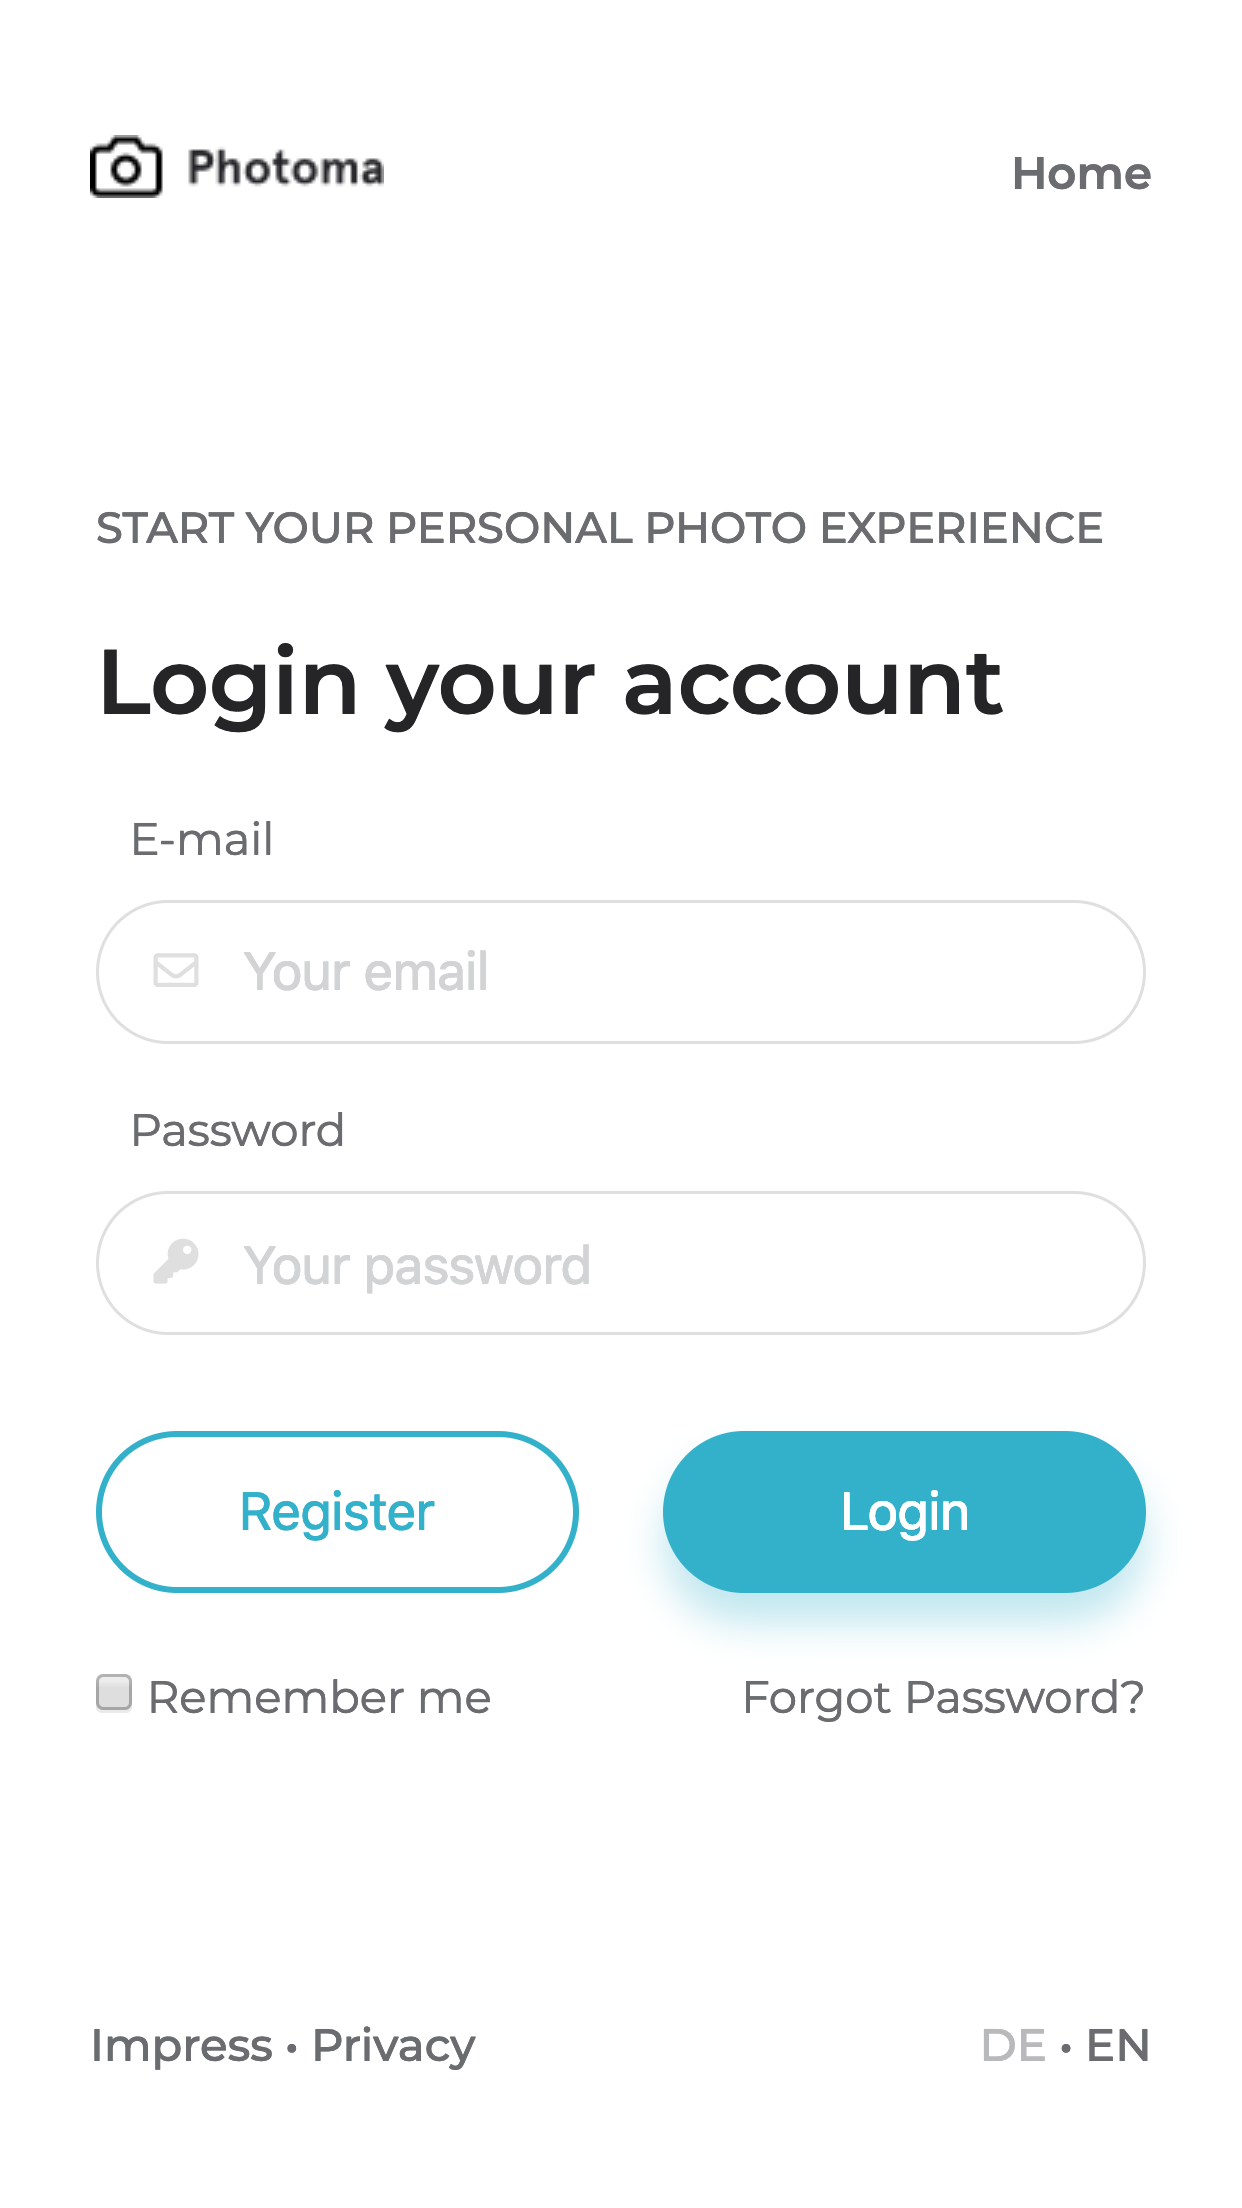 Photoma
Home
START YOUR PERSONAL PHOTO EXPERIENCE
Login your account
E-mail
Your email
Password
Your password
Register
Login
Remember me
Forgot Password?
Impress • Privacy
DE • EN